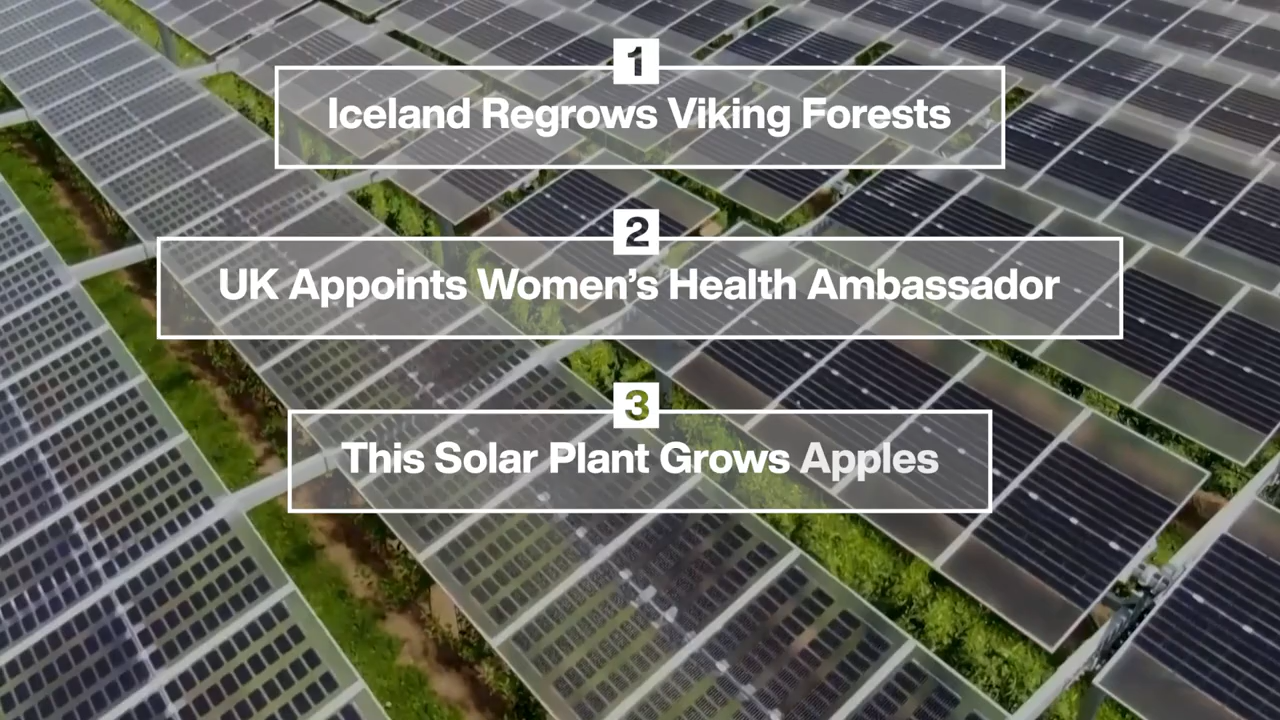 1
Iceland Regrows Viking Forests
2
UK Appoints Women’s Health Ambassador
3
This Solar Plant Grows Apples